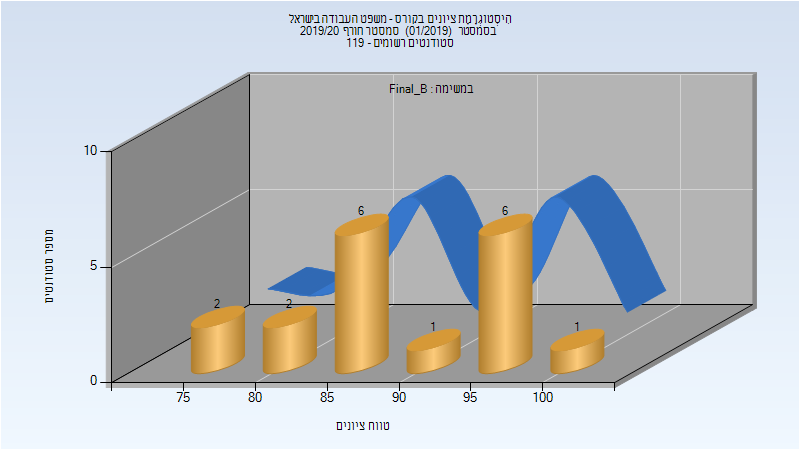 היסטוגרמת ציונים בקורס - משפט העבודה בישראל
בסמסטר (01/2019) סמסטר חורף 2019/20
סטודנטים רשומים - 119
במשימה : Final_B
10
5
0
מספר סטודנטים
2
2
6
1
6
1
75
80
85
90
95
100
טווח ציונים